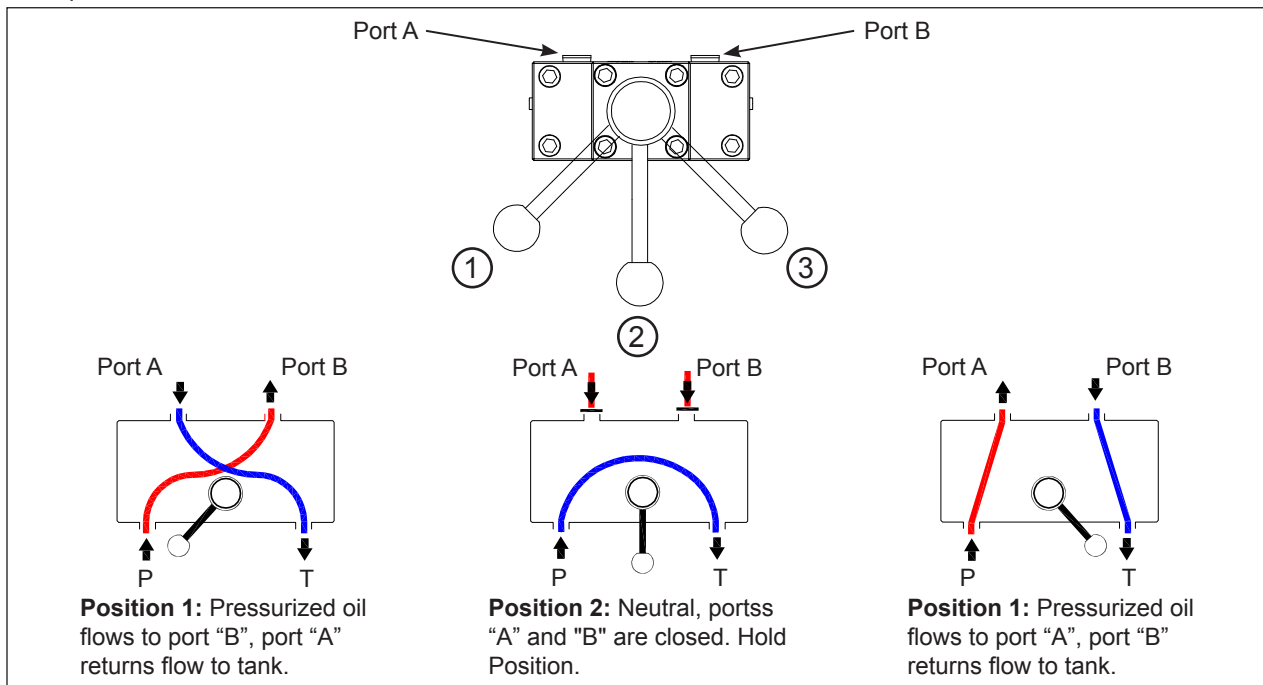 Port A
Port B
1
3
2
Port A
Port B
P
T
Position 1: Pressurized oil
flows to port “B”, port “A”
returns flow to tank.
Port A
Port B
P
T
Position 2: Neutral, portss
“A” and "B" are closed. Hold
Position.
Port A
Port B
P
T
Position 1: Pressurized oil
flows to port “A”, port “B”
returns flow to tank.